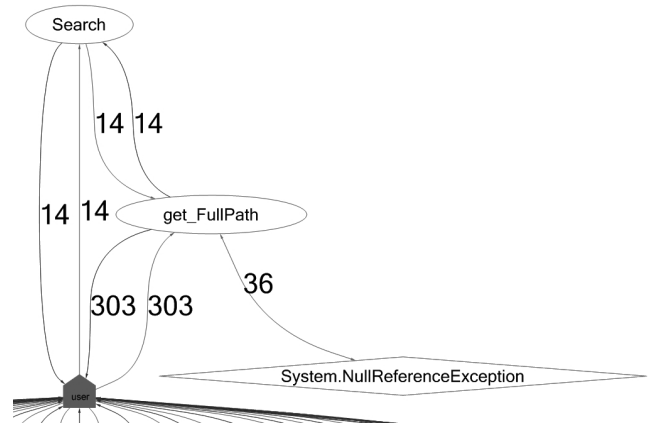 Search
14 14
14 14
get_FullPath
36
303 303
System.NullReferenceException
user